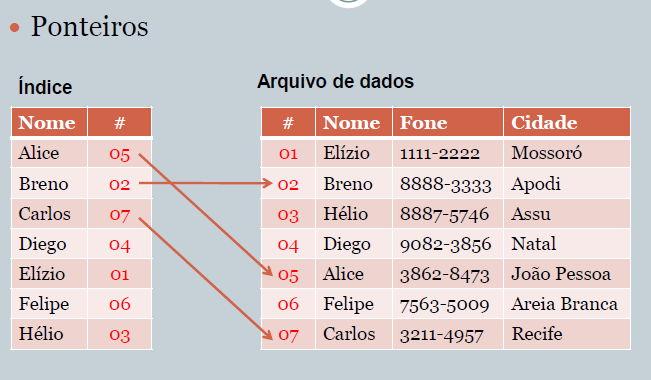 Ponteiros
Índice
Arquivo de dados
Nome #
Alice 05
Breno 02
Carlos 07
Diego 04
Elízio 01
Felipe 06
Hélio 03
# Nome Fone Cidade
01 Elízio 1111-2222 Mossoró
02 Breno 8888-3333 Apodi
03 Hélio 8887-5746 Assu
04 Diego 9082-3856 Natal
05 Alice 3862-8473 João Pessoa
06 Felipe 7563-5009 Areia Branca
07 Carlos 3211-4957 Recife